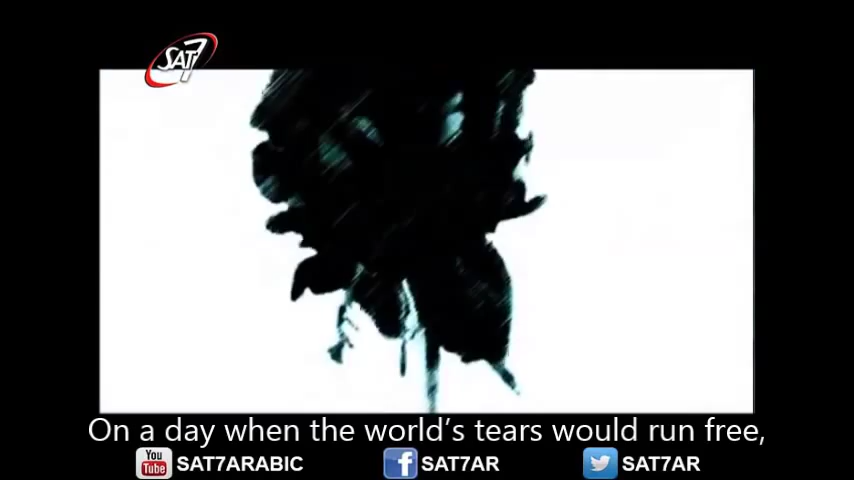 SAT7
On a day when the world’s tears would run free,
You Tube SAT7ARABIC SAT7AR SAT7AR